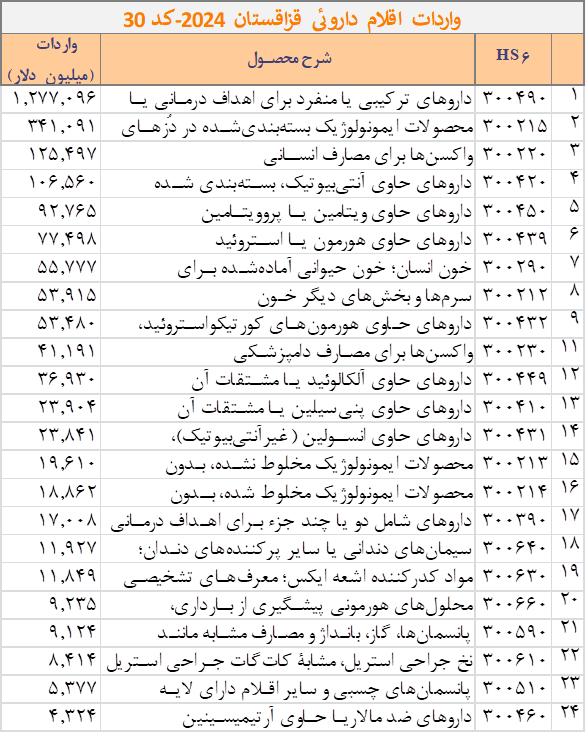 واردات اقلام داروئی قزاقستان 2024-کد 30
HS۶ شرح محصول واردات (میلیون دلار)
۱ ۳۰۰۴۹۰ داروهای ترکیبی یا منفرد برای اهداف درمانی یا ۱,۲۷۷,۰۹۶
۲ ۳۰۰۲۱۵ محصولات ایمونولوژیک بسته‌بندی‌شده در دُزهای ۳۴۱,۰۹۱
۳ ۳۰۰۲۲۰ واکسن‌ها برای مصارف انسانی ۱۲۵,۴۹۷
۴ ۳۰۰۴۲۰ داروهای حاوی آنتی‌بیوتیک، بسته‌بندی شده ۱۰۶,۵۶۰
۵ ۳۰۰۴۵۰ داروهای حاوی ویتامین یا پروویتامین ۹۲,۷۶۵
۶ ۳۰۰۴۳۹ داروهای حاوی هورمون یا استروئید ۷۷,۴۹۸
۷ ۳۰۰۲۹۰ خون انسان؛ خون حیوانی آماده‌شده برای ۵۵,۷۷۷
۸ ۳۰۰۲۱۲ سرم‌ها و بخش‌های دیگر خون ۵۳,۹۱۵
۹ ۳۰۰۴۳۲ داروهای حاوی هورمون‌های کورتیکواستروئید، ۵۳,۴۸۰
۱۱ ۳۰۰۲۳۰ واکسن‌ها برای مصارف دامپزشکی ۴۱,۱۹۱
۱۲ ۳۰۰۴۴۹ داروهای حاوی آلکالوئید یا مشتقات آن ۳۶,۹۳۰
۱۳ ۳۰۰۴۱۰ داروهای حاوی پنی‌سیلین یا مشتقات آن ۲۳,۹۰۴
۱۴ ۳۰۰۴۳۱ داروهای حاوی انسولین (غیرآنتی‌بیوتیک)، ۲۳,۸۴۱
۱۵ ۳۰۰۲۱۳ محصولات ایمونولوژیک مخلوط نشده، بدون ۱۹,۶۱۰
۱۶ ۳۰۰۲۱۴ محصولات ایمونولوژیک مخلوط شده، بدون ۱۸,۸۶۲
۱۷ ۳۰۰۳۹۰ داروهای شامل دو یا چند جزء برای اهداف درمانی ۱۷,۰۰۸
۱۸ ۳۰۰۶۴۰ سیمان‌های دندانی یا سایر پرکننده‌های دندان؛ ۱۱,۹۲۷
۱۹ ۳۰۰۶۳۰ مواد کدرکننده اشعه ایکس؛ معرف‌های تشخیصی ۱۱,۸۴۹
۲۰ ۳۰۰۶۶۰ محلول‌های هورمونی پیشگیری از بارداری، ۹,۲۳۵
۲۱ ۳۰۰۵۹۰ پانسمان‌ها، گاز، بانداژ و مصارف مشابه مانند ۹,۱۲۴
۲۲ ۳۰۰۶۱۰ نخ جراحی استریل، مشابهٔ کات‌گات جراحی استریل ۸,۴۱۴
۲۳ ۳۰۰۵۱۰ پانسمان‌های چسبی و سایر اقلام دارای لایه ۵,۳۷۷
۲۴ ۳۰۰۴۶۰ داروهای ضد مالاریا حاوی آرتیمیسینین ۴,۳۲۴